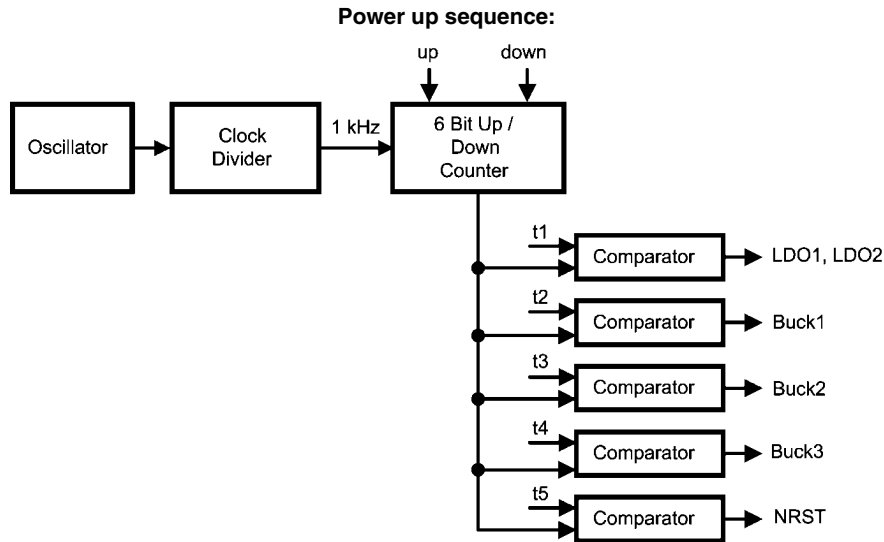 Power up sequence:
up
down
Oscillator
Clock
Divider
1 kHz
6 Bit Up /
Down
Counter
t1
Comparator
LDO1, LDO2
t2
Comparator
Buck1
t3
Comparator
Buck2
t4
Comparator
Buck3
t5
Comparator
NRST